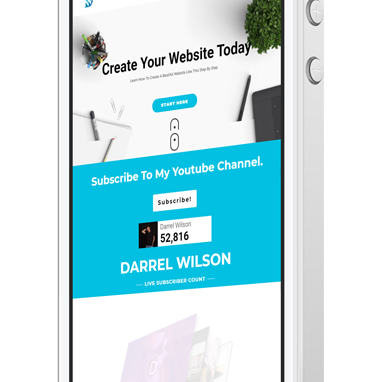 Create Your Website Today
Learn How To Create A Beatiful Website Like This Step By Step
START HERE
Subscribe To My Youtube Channel.
Subscribe!
Darrel Wilson
52,816
DARREL WILSON
LIVE SUBSCRIBER COUNT